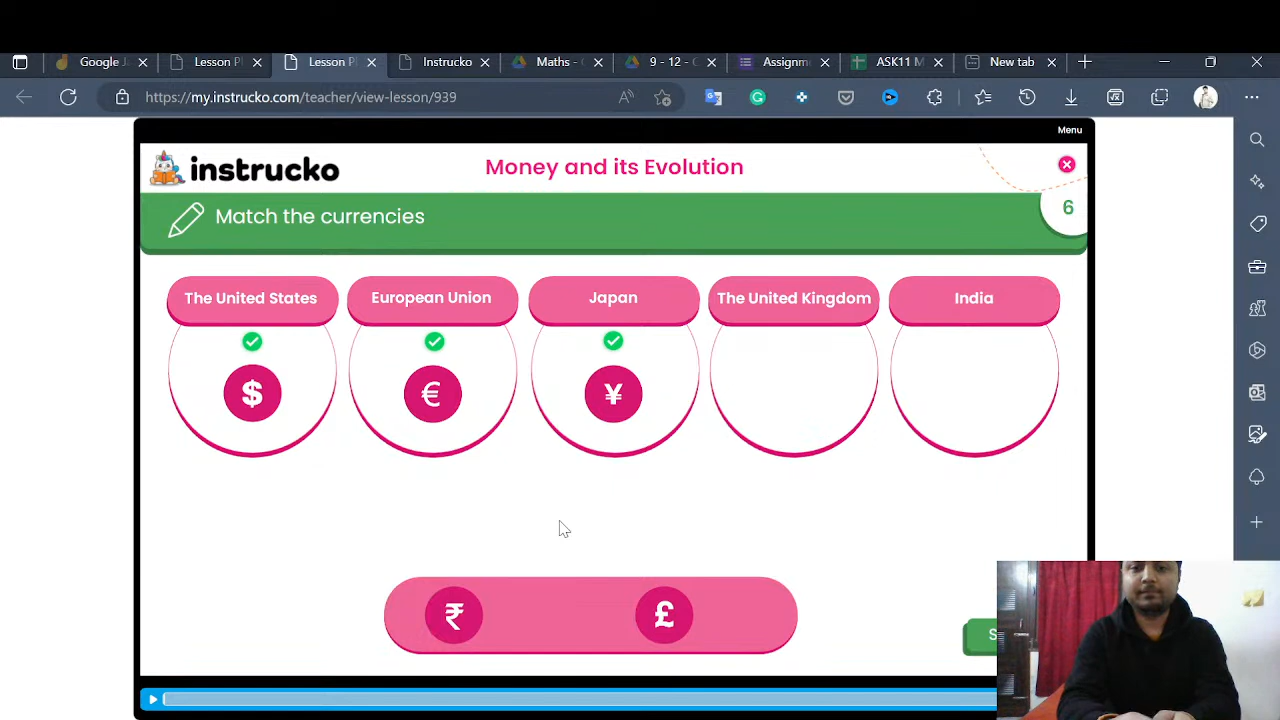 Google J
Lesson Pl
Lesson Pl
Instrucko
Maths - 
9 - 12 - 
Assignm
ASK11 M
New tab
https://my.instrucko.com/teacher/view-lesson/939
Menu
instrucko
Money and its Evolution
Match the currencies
6
The United States
European Union
Japan
The United Kingdom
India
$
€
¥
₹
£
S